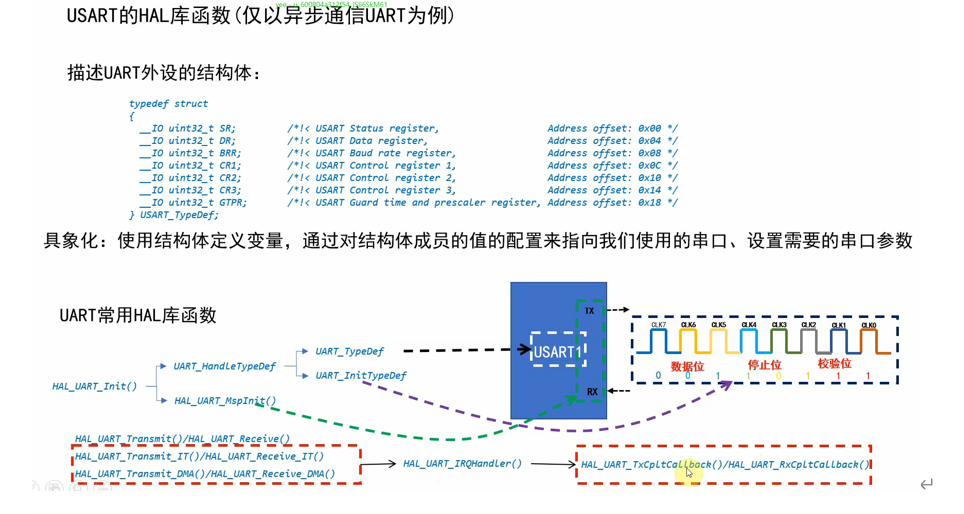 USART的HAL库函数(仅以异步通信UART为例)
描述UART外设的结构体：
typedef struct
{
__IO uint32_t SR; /*!< USART Status register, Address offset: 0x00 */
__IO uint32_t DR; /*!< USART Data register, Address offset: 0x04 */
__IO uint32_t BRR; /*!< USART Baud rate register, Address offset: 0x08 */
__IO uint32_t CR1; /*!< USART Control register 1, Address offset: 0x0C */
__IO uint32_t CR2; /*!< USART Control register 2, Address offset: 0x10 */
__IO uint32_t CR3; /*!< USART Control register 3, Address offset: 0x14 */
__IO uint32_t GTPR; /*!< USART Guard time and prescaler register, Address offset: 0x18 */
} USART_TypeDef;
具象化：使用结构体定义变量，通过对结构体成员的值的配置来指向我们使用的串口、设置需要的串口参数
UART常用HAL库函数
HAL_UART_Init()
UART_HandLeTypeDef
HAL_UART_MspInit()
UART_TypeDef
UART_InitTypeDef
USART1
TX
RX
CLK7 CLK6 CLK5 CLK4 CLK3 CLK2 CLK1 CLK0
数据位 停止位 校验位
0 0 1 1 0 1 1 1
HAL_UART_Transmit()/HAL_UART_Receive()
HAL_UART_Transmit_IT()/HAL_UART_Receive_IT()
HAL_UART_Transmit_DMA()/HAL_UART_Receive_DMA()
HAL_UART_IRQHandler()
HAL_UART_TxCpltCallback()/HAL_UART_RxCpltCallback()